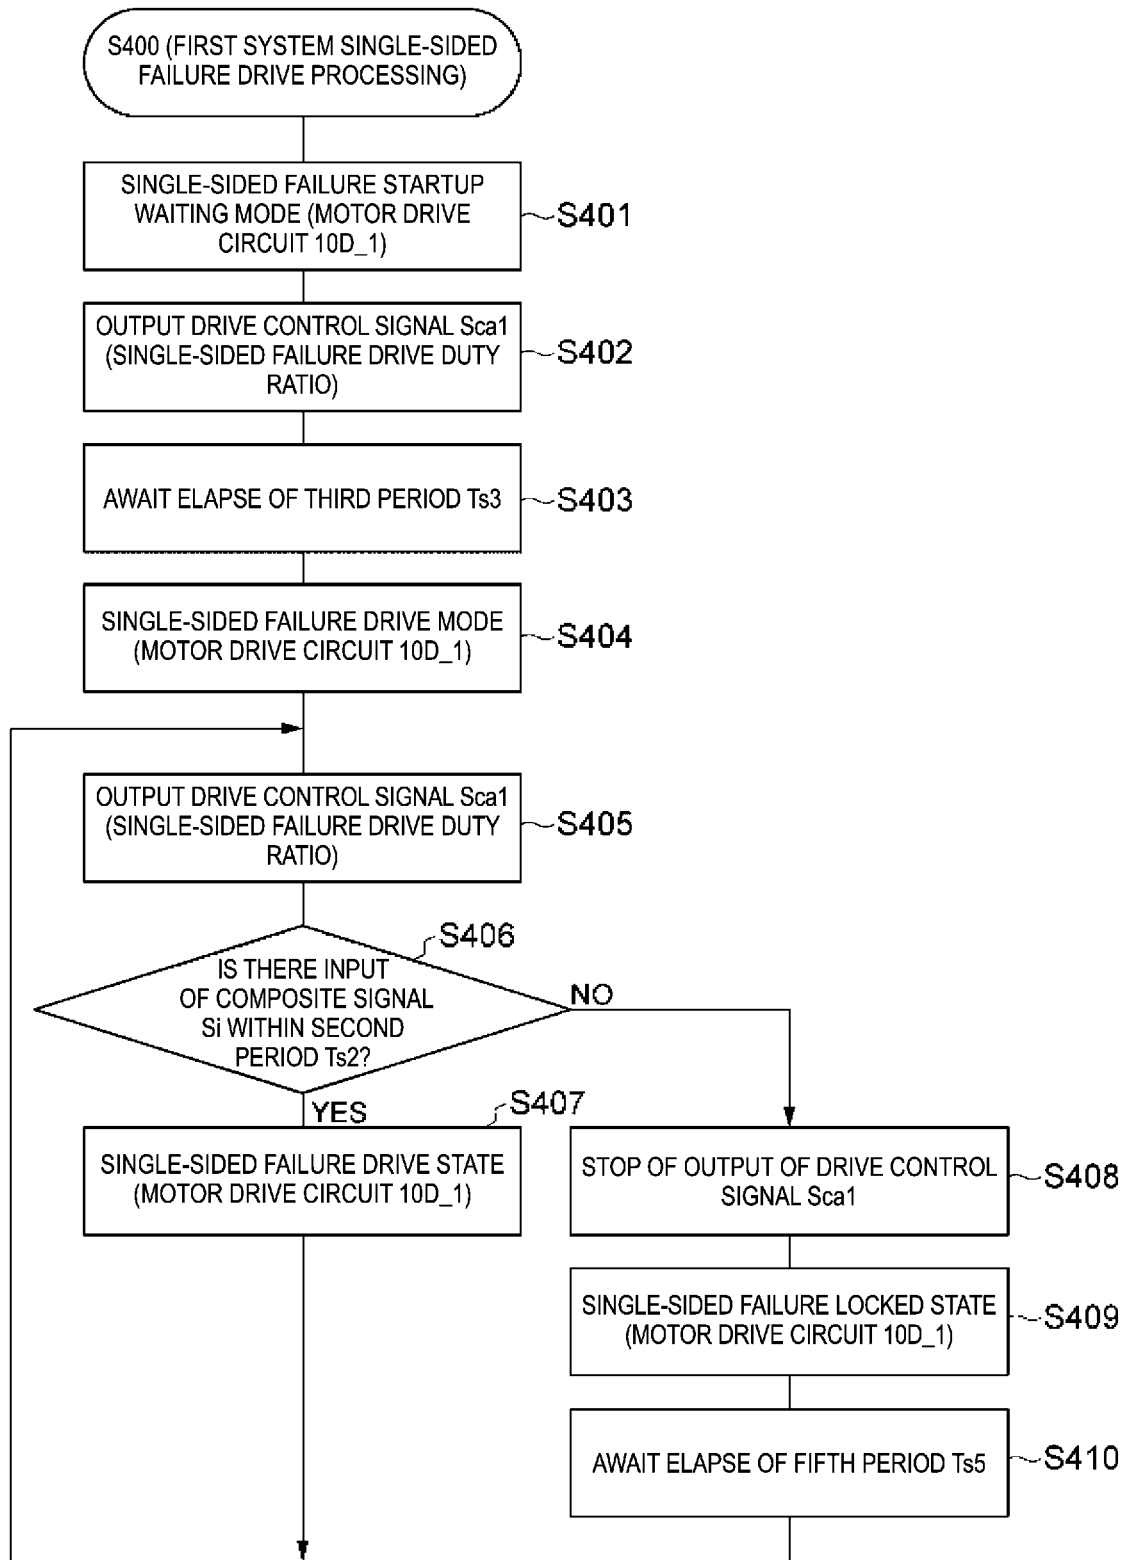 S400 (FIRST SYSTEM SINGLE-SIDED
FAILURE DRIVE PROCESSING)
SINGLE-SIDED FAILURE STARTUP
WAITING MODE (MOTOR DRIVE
CIRCUIT 10D_1)
S401
OUTPUT DRIVE CONTROL SIGNAL Sca1
(SINGLE-SIDED FAILURE DRIVE DUTY
RATIO)
S402
AWAIT ELAPSE OF THIRD PERIOD Ts3
S403
SINGLE-SIDED FAILURE DRIVE MODE
(MOTOR DRIVE CIRCUIT 10D_1)
S404
OUTPUT DRIVE CONTROL SIGNAL Sca1
(SINGLE-SIDED FAILURE DRIVE DUTY
RATIO)
S405
S406
IS THERE INPUT
OF COMPOSITE SIGNAL
Si WITHIN SECOND
PERIOD Ts2?
NO
YES
S407
SINGLE-SIDED FAILURE DRIVE STATE
(MOTOR DRIVE CIRCUIT 10D_1)
STOP OF OUTPUT OF DRIVE CONTROL
SIGNAL Sca1
S408
SINGLE-SIDED FAILURE LOCKED STATE
(MOTOR DRIVE CIRCUIT 10D_1)
S409
AWAIT ELAPSE OF FIFTH PERIOD Ts5
S410